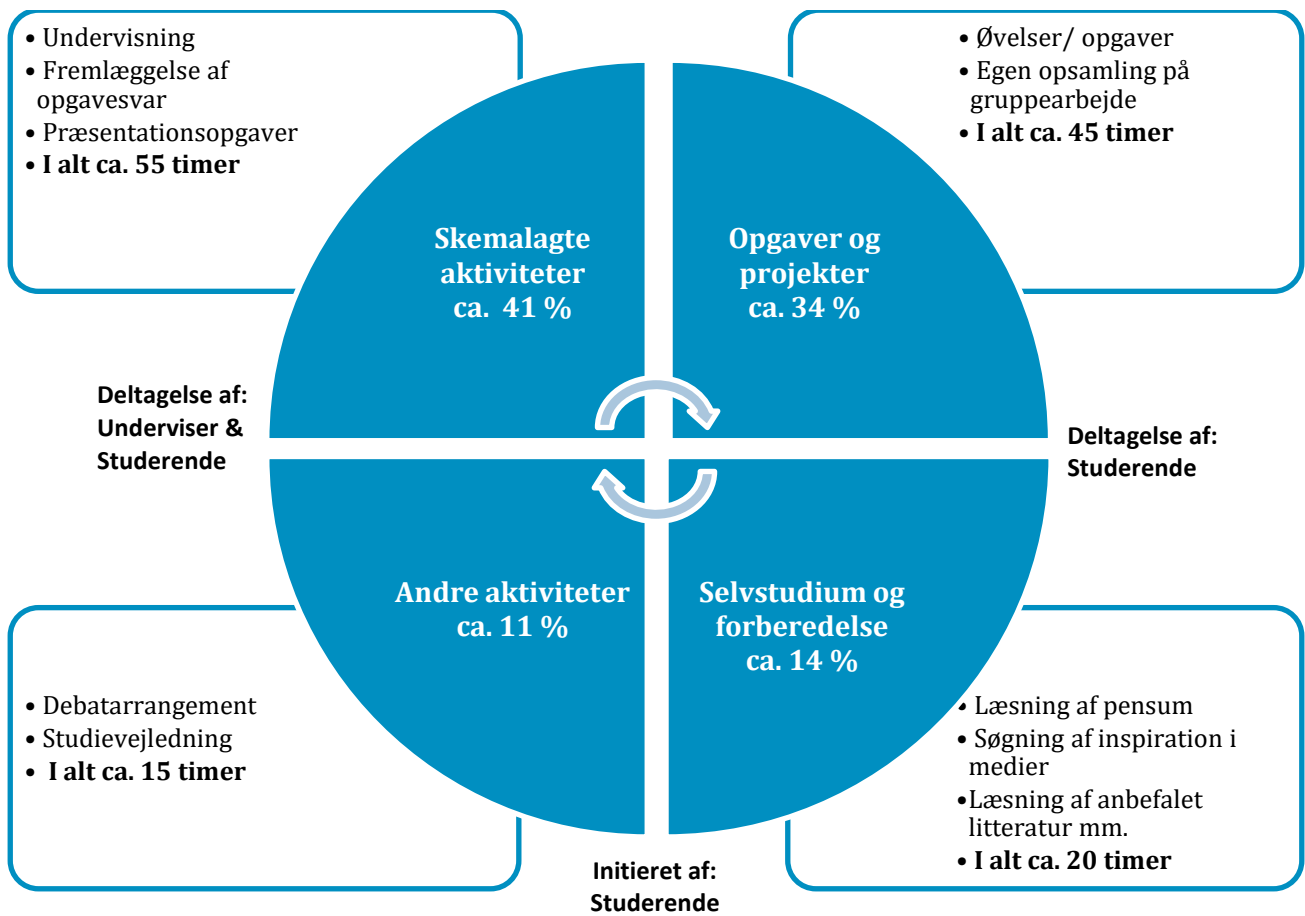 • Undervisning
• Fremlæggelse af
opgavesvar
• Præsentationsopgaver
• I alt ca. 55 timer
• Øvelser/ opgaver
• Egen opsamling på
gruppearbejde
• I alt ca. 45 timer
Skemalagte
aktiviteter
ca. 41 %
Opgaver og
projekter
ca. 34 %
Deltagelse af:
Underviser &
Studerende
Deltagelse af:
Studerende
Andre aktiviteter
ca. 11 %
Selvstudium og
forberedelse
ca. 14 %
• Debatarrangement
• Studievejledning
• I alt ca. 15 timer
• Læsning af pensum
• Søgning af inspiration i
medier
•Læsning af anbefalet
litteratur mm.
• I alt ca. 20 timer
Initieret af:
Studerende